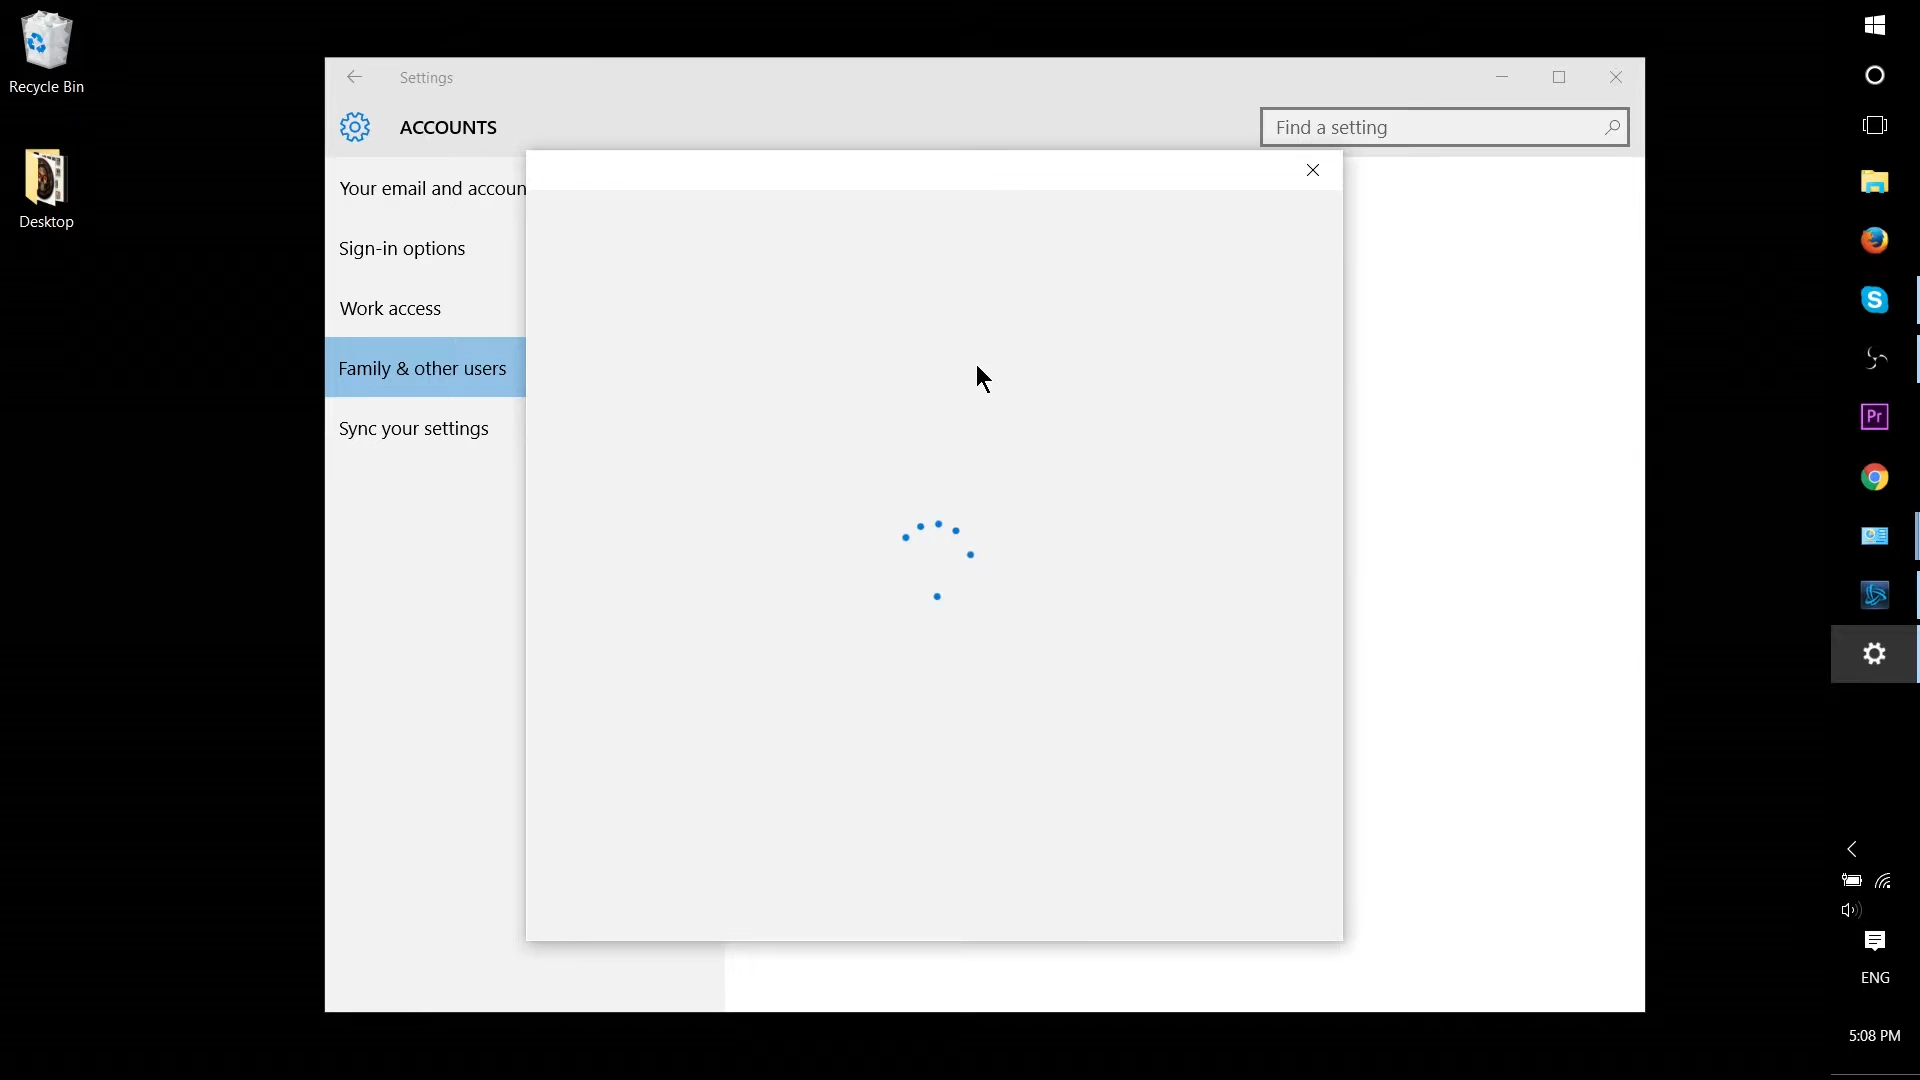 Recycle Bin
Desktop
Settings
ACCOUNTS
Find a setting
Your email and accoun
Sign-in options
Work access
Family & other users
Sync your settings
S
Pr
ENG
5:08 PM